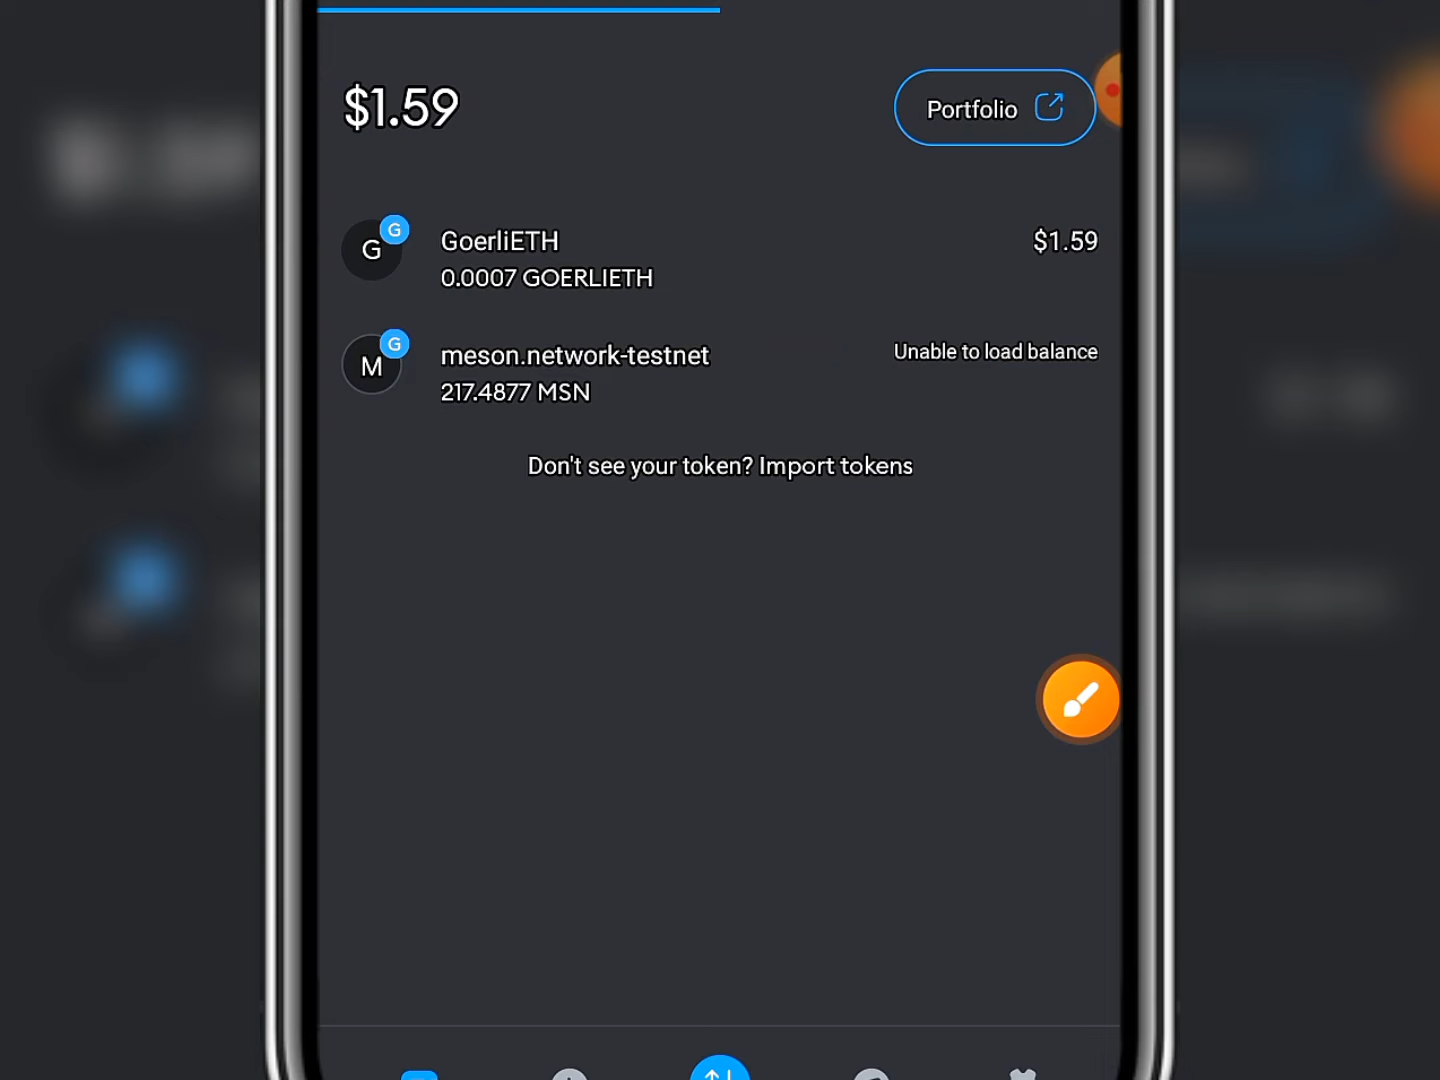 $1.59
Portfolio
G
G
GoerliETH
$1.59
0.0007 GOERLIETH
G
M
meson.network-testnet
Unable to load balance
217.4877 MSN
Don't see your token? Import tokens